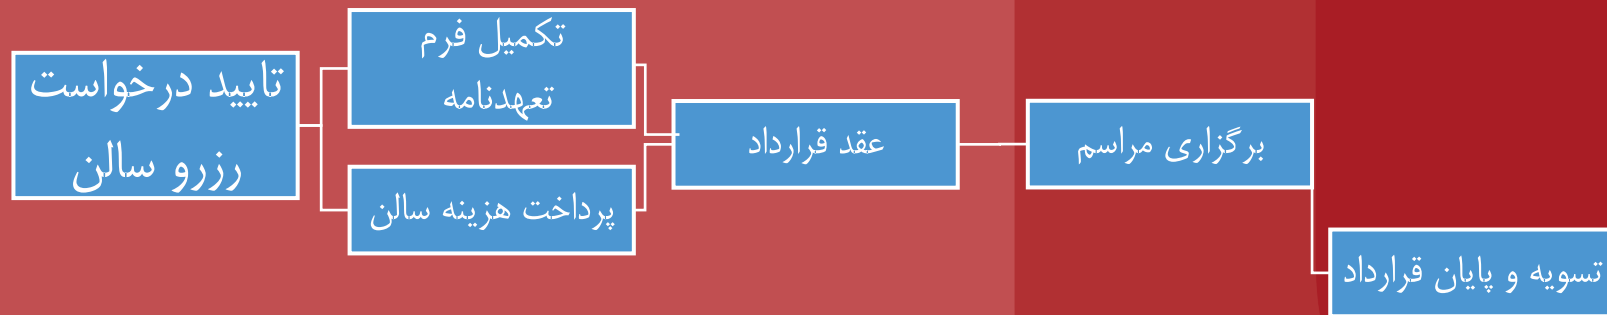 تایید درخواست
رزرو سالن
تکمیل فرم
تعهدنامه
پرداخت هزینه سالن
عقد قرارداد
برگزاری مراسم
تسویه و پایان قرارداد